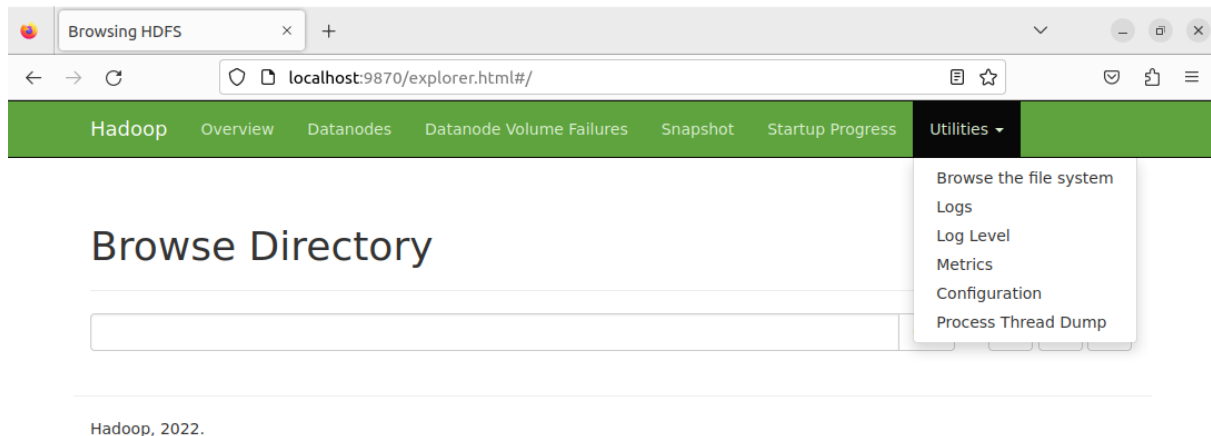 Browsing HDFS
localhost:9870/explorer.html#/
Hadoop Overview Datanodes Datanode Volume Failures Snapshot Startup Progress Utilities
Browse the file system
Logs
Log Level
Metrics
Configuration
Process Thread Dump
Browse Directory
Hadoop, 2022.